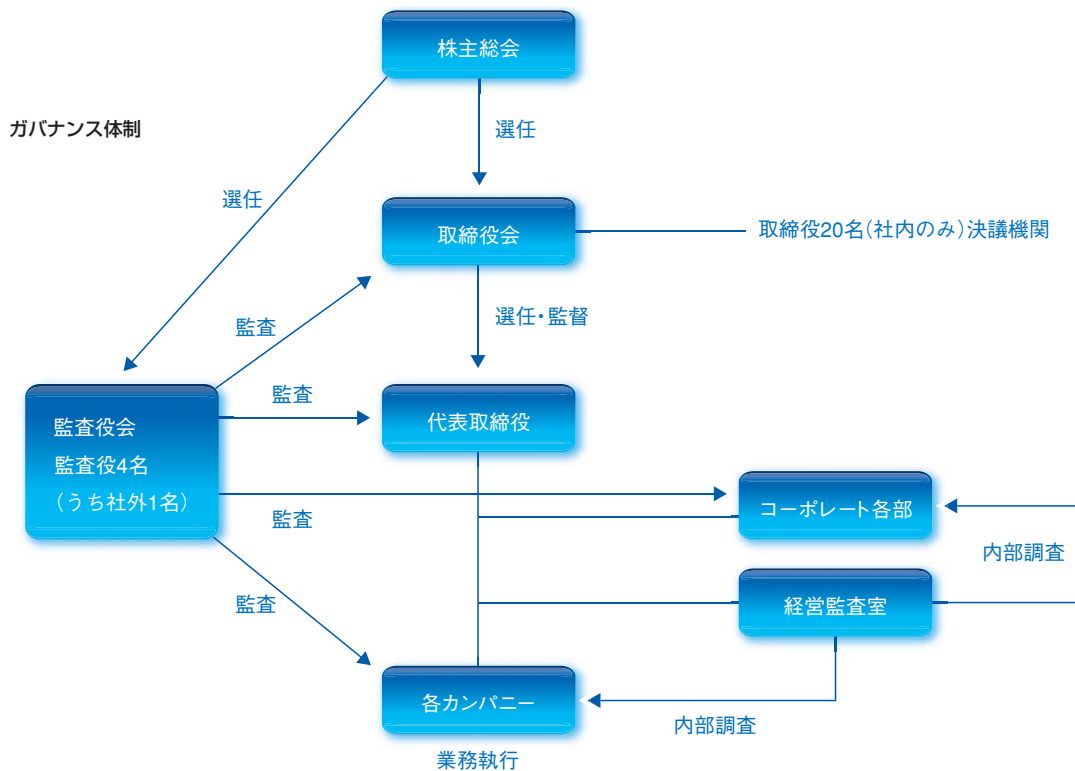 株主総会
ガバナンス体制
選任
選任
取締役会
取締役20名(社内のみ)決議機関
選任・監督
監査
監査
代表取締役
監査役会
監査役4名
(うち社外1名)
コーポレート各部
監査
内部調査
監査
経営監査室
各カンパニー
内部調査
業務執行